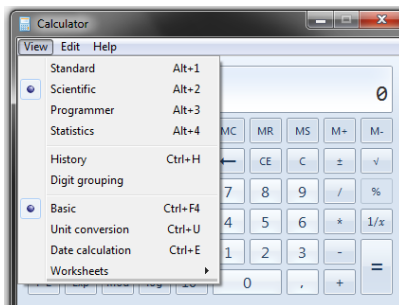 Calculator
View Edit Help
Standard Alt+1
Scientific Alt+2
Programmer Alt+3
Statistics Alt+4
History Ctrl+H
Digit grouping
Basic Ctrl+F4
Unit conversion Ctrl+U
Date calculation Ctrl+E
Worksheets
0
MC MR MS M+ M-
← CE C ± √
7 8 9 / %
4 5 6 * 1/x
1 2 3 - =
0 , +